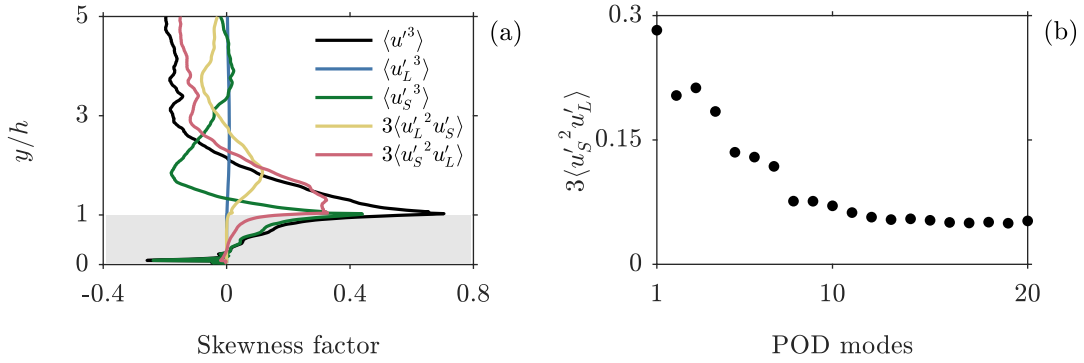 5
3
1
0
y/h
-0.4
0
0.4
0.8
Skewness factor
(a)
⟨u′³⟩
⟨u′_L³⟩
⟨u′_S³⟩
3⟨u′_L²u′_S⟩
3⟨u′_S²u′_L⟩
0.3
0.15
0
3⟨u′_S²u′_L⟩
1
10
20
POD modes
(b)